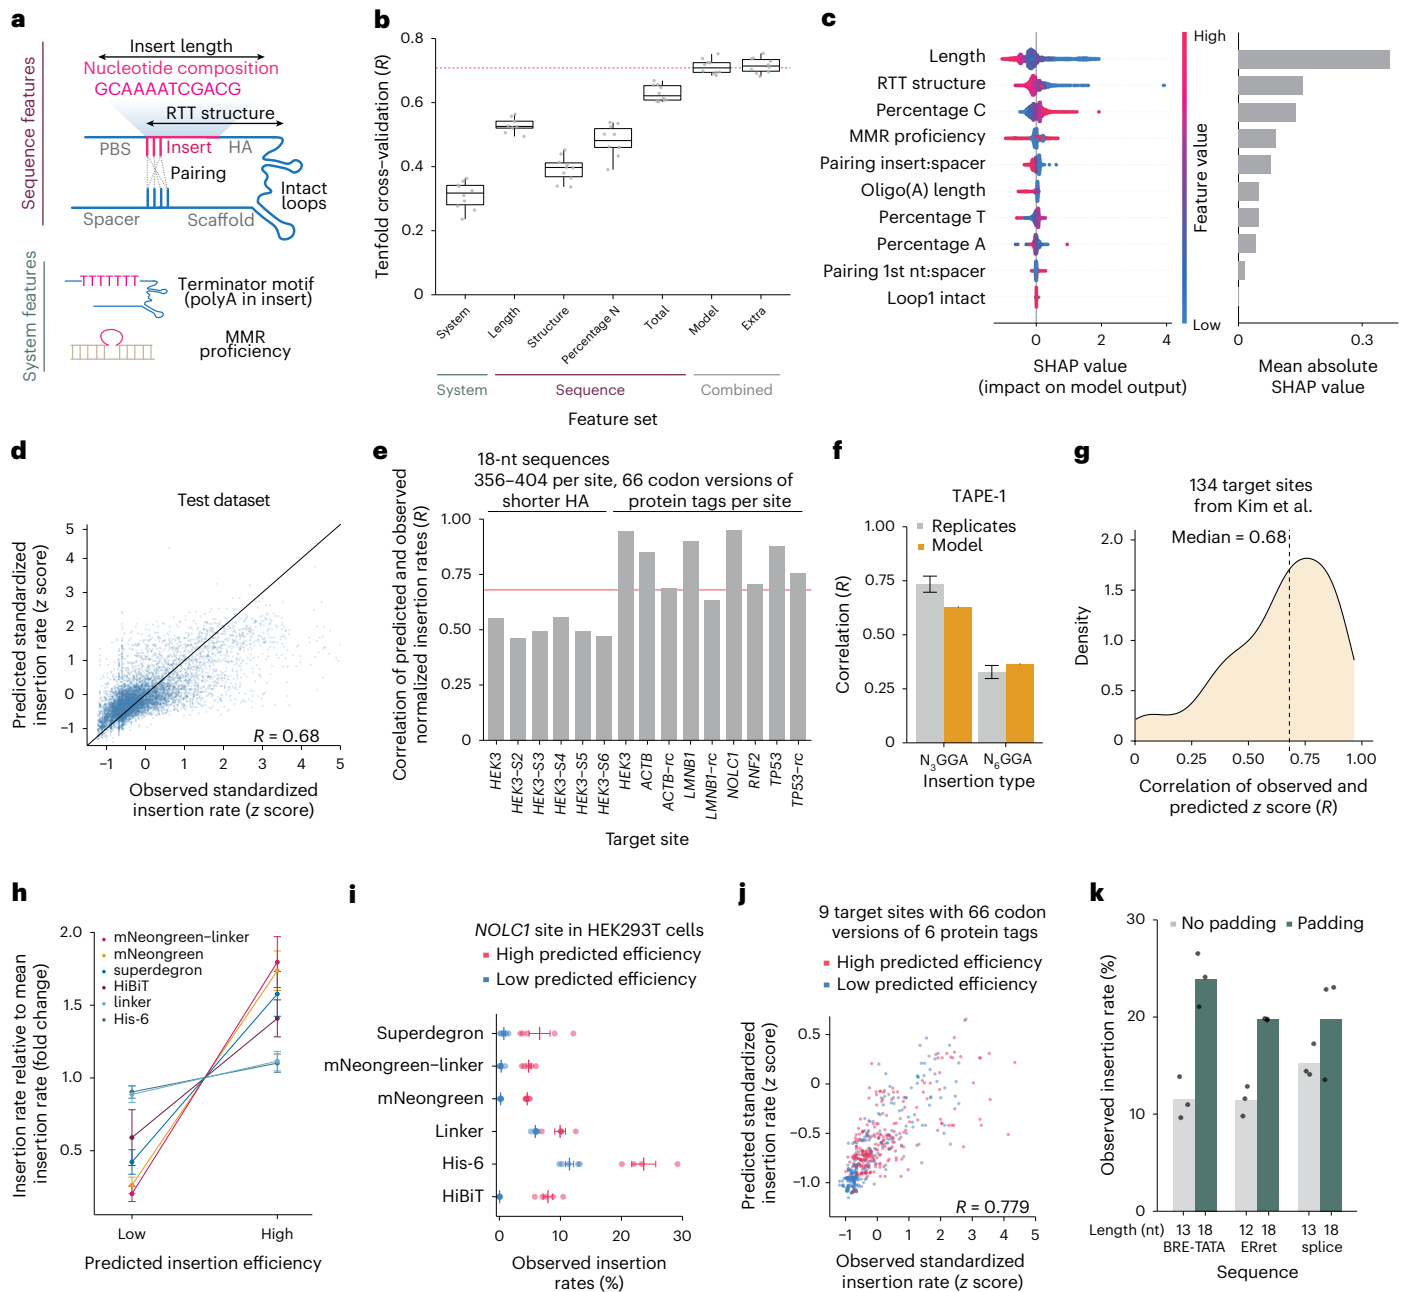 a
Sequence features
System features
Insert length
Nucleotide composition
GCAAAATCGACG
RTT structure
PBS
Insert
HA
Pairing
Intact
loops
Spacer
Scaffold
TTTTTTT
Terminator motif
(polyA in insert)
MMR
proficiency
b
Tenfold cross–validation (R)
0.8
0.6
0.4
0.2
0
System
Length
Structure
Percentage N
Total
Model
Extra
System
Sequence
Combined
Feature set
c
Length
RTT structure
Percentage C
MMR proficiency
Pairing insert:spacer
Oligo(A) length
Percentage T
Percentage A
Pairing 1st nt:spacer
Loop1 intact
0
2
4
SHAP value
(impact on model output)
High
Feature value
Low
0
0.3
Mean absolute
SHAP value
d
Test dataset
Predicted standardized
insertion rate (z score)
5
4
3
2
1
0
−1
R = 0.68
−1 0 1 2 3 4 5
Observed standardized
insertion rate (z score)
e
18-nt sequences
356–404 per site,
shorter HA
66 codon versions of
protein tags per site
Correlation of predicted and observed
normalized insertion rates (R)
1.00
0.75
0.50
0.25
0
HEK3
HEK3–S2
HEK3–S3
HEK3–S4
HEK3–S5
HEK3–S6
HEK3
ACTB
ACTB–rc
LMNB1
LMNB1–rc
NOLC1
RNF2
TP53
TP53–rc
Target site
f
TAPE-1
Replicates
Model
Correlation (R)
1.00
0.75
0.50
0.25
0
N3GGA
N6GGA
Insertion type
g
134 target sites
from Kim et al.
Median = 0.68
Density
2.0
1.5
1.0
0.5
0
0 0.25 0.50 0.75 1.00
Correlation of observed and
predicted z score (R)
h
Insertion rate relative to mean
insertion rate (fold change)
2.0
1.5
1.0
0.5
mNeongreen−linker
mNeongreen
superdegron
HiBiT
linker
His-6
Low
High
Predicted insertion efficiency
i
NOLC1 site in HEK293T cells
High predicted efficiency
Low predicted efficiency
Superdegron
mNeongreen−linker
mNeongreen
Linker
His-6
HiBiT
0 10 20 30
Observed insertion
rates (%)
j
9 target sites with 66 codon
versions of 6 protein tags
High predicted efficiency
Low predicted efficiency
Predicted standardized
insertion rate (z score)
0.5
0
−0.5
−1.0
R = 0.779
−1 0 1 2 3 4 5
Observed standardized
insertion rate (z score)
k
No padding
Padding
Observed insertion rate (%)
30
20
10
0
Length (nt)
13 18
12 18
13 18
BRE-TATA
ERret
splice
Sequence